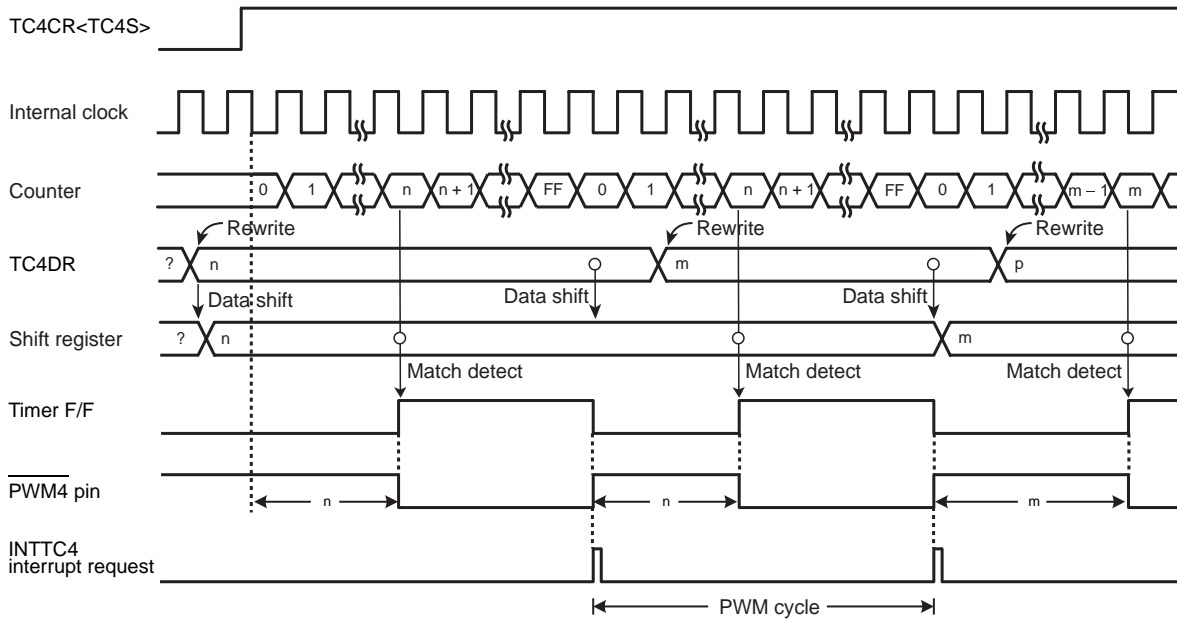 TC4CR<TC4S>
Internal clock
Counter
0 1 n n + 1 FF 0 1 n n + 1 FF 0 1 m – 1 m
Rewrite Rewrite Rewrite
TC4DR
? n m p
Data shift Data shift Data shift
Shift register
? n m
Match detect Match detect Match detect
Timer F/F
PWM4 pin
n n m
INTTC4
interrupt request
PWM cycle